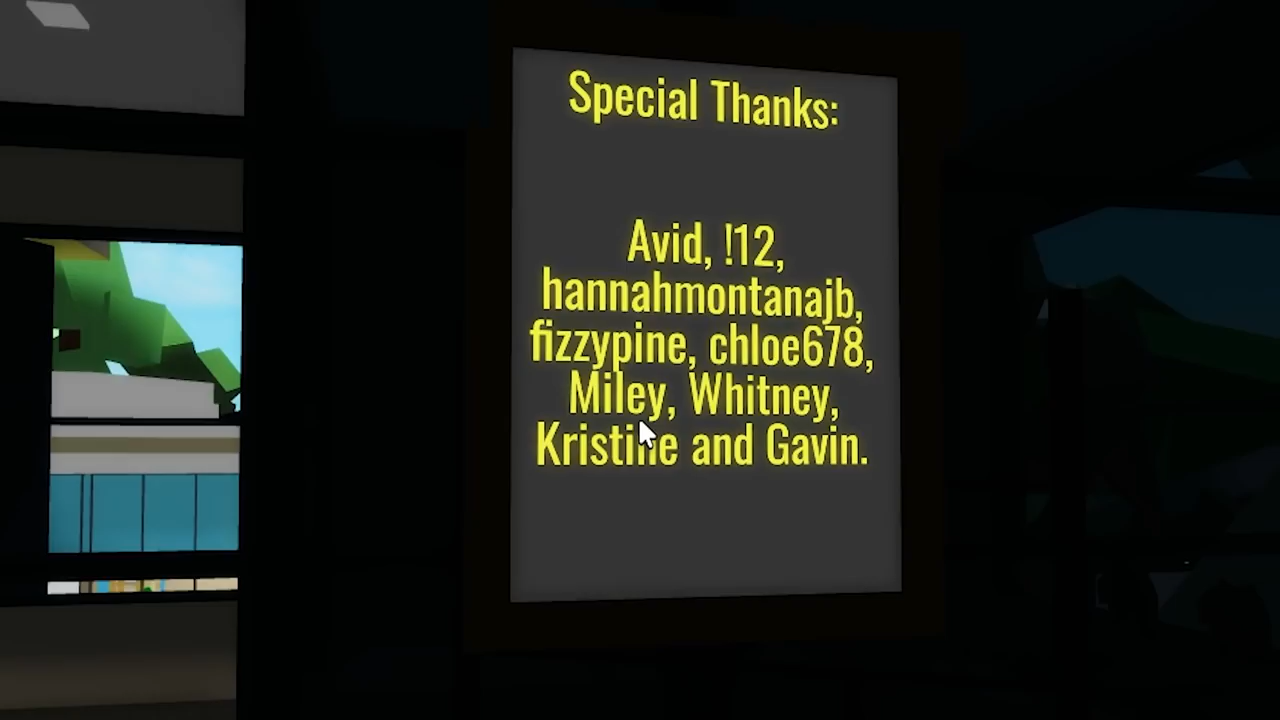 Special Thanks:
Avid, !12,
hannahmontanajb,
fizzypine, chloe678,
Miley, Whitney,
Kristine and Gavin.